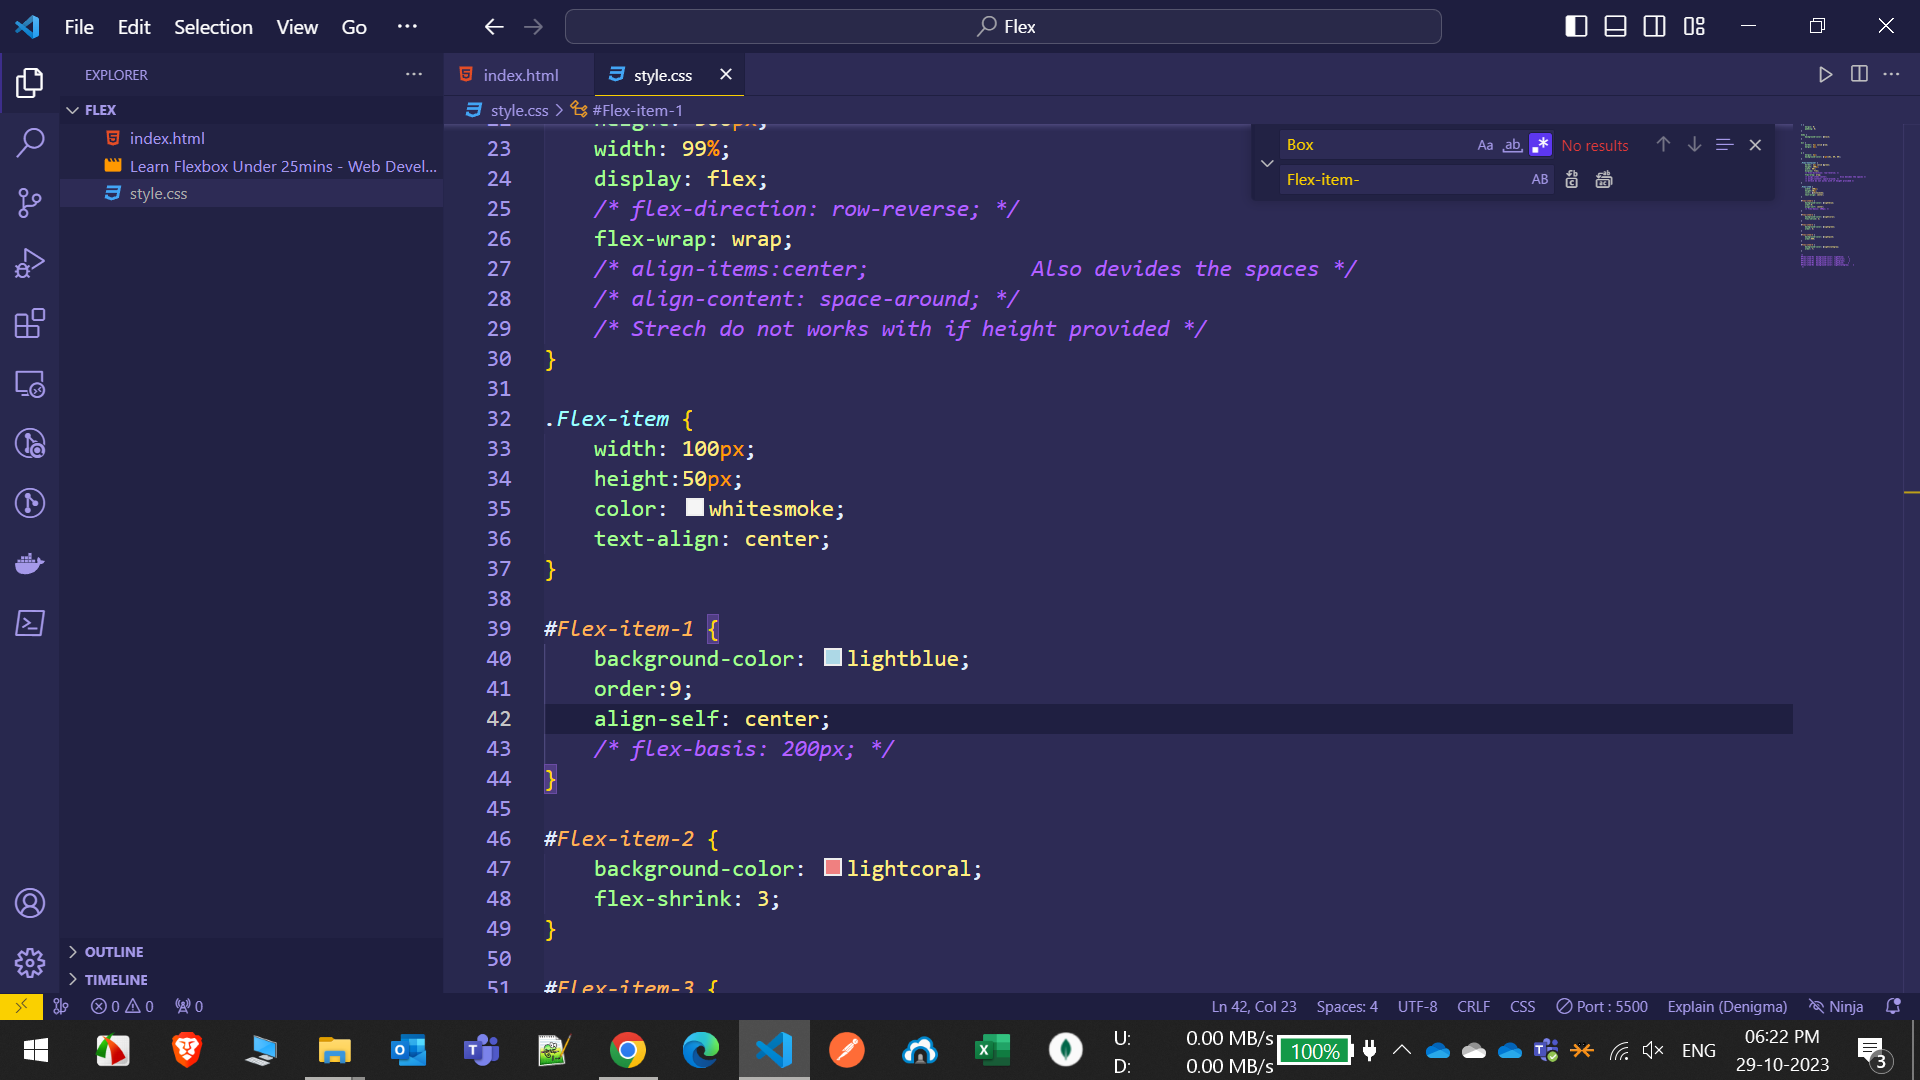 File Edit Selection View Go ···
Flex
EXPLORER ···
FLEX
index.html
Learn Flexbox Under 25mins - Web Devel...
style.css
OUTLINE
TIMELINE
index.html
style.css
style.css > #Flex-item-1
Box Aa ab No results
Flex-item- AB
23 width: 99%;
24 display: flex;
25 /* flex-direction: row-reverse; */
26 flex-wrap: wrap;
27 /* align-items:center; Also devides the spaces */
28 /* align-content: space-around; */
29 /* Strech do not works with if height provided */
30 }
31
32 .Flex-item {
33 width: 100px;
34 height:50px;
35 color: whitesmoke;
36 text-align: center;
37 }
38
39 #Flex-item-1 {
40 background-color: lightblue;
41 order:9;
42 align-self: center;
43 /* flex-basis: 200px; */
44 }
45
46 #Flex-item-2 {
47 background-color: lightcoral;
48 flex-shrink: 3;
49 }
50
51 #Flex-item-3 {
0 0 0 Ln 42, Col 23 Spaces: 4 UTF-8 CRLF CSS Port : 5500 Explain (Denigma) Ninja
U: 0.00 MB/s
D: 0.00 MB/s
100%
ENG
06:22 PM
29-10-2023
3